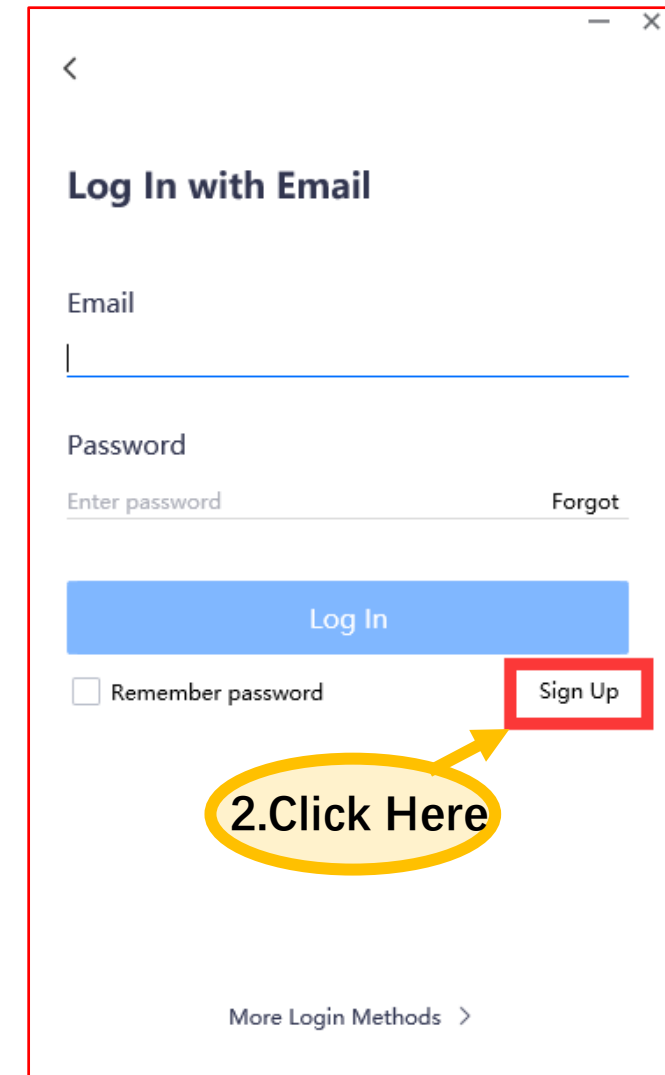 Log In with Email
Email
Password
Enter password
Forgot
Log In
Remember password
Sign Up
2.Click Here
More Login Methods